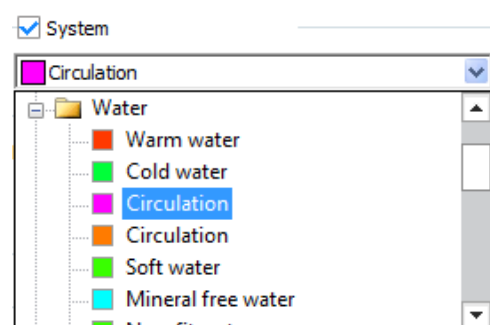 System
Circulation
Water
Warm water
Cold water
Circulation
Circulation
Soft water
Mineral free water